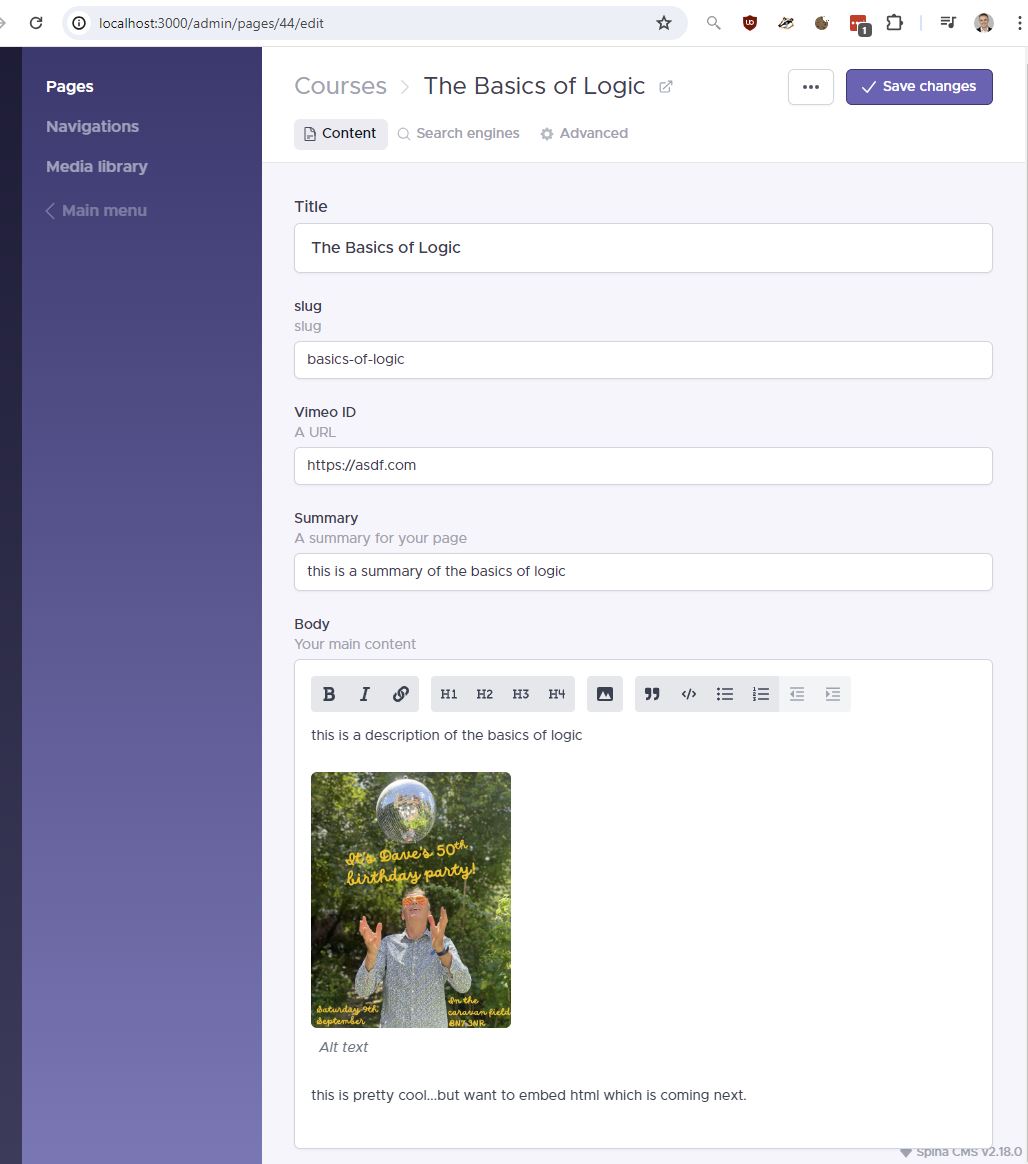 localhost:3000/admin/pages/44/edit
1
Pages
Navigations
Media library
Main menu
Courses > The Basics of Logic
Save changes
Content
Search engines
Advanced
Title
The Basics of Logic
slug
slug
basics-of-logic
Vimeo ID
A URL
https://asdf.com
Summary
A summary for your page
this is a summary of the basics of logic
Body
Your main content
B I H1 H2 H3 H4
this is a description of the basics of logic
It's Dave's 50th
birthday party!
Saturday 9th
September
In the
caravan field
BN7 3NR
Alt text
this is pretty cool...but want to embed html which is coming next.
Spina CMS v2.18.0